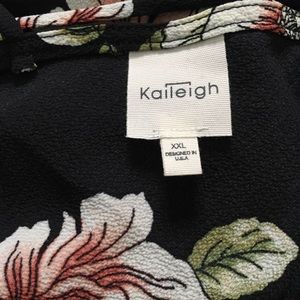 Kaileigh
XXL
DESIGNED IN
U.S.A.